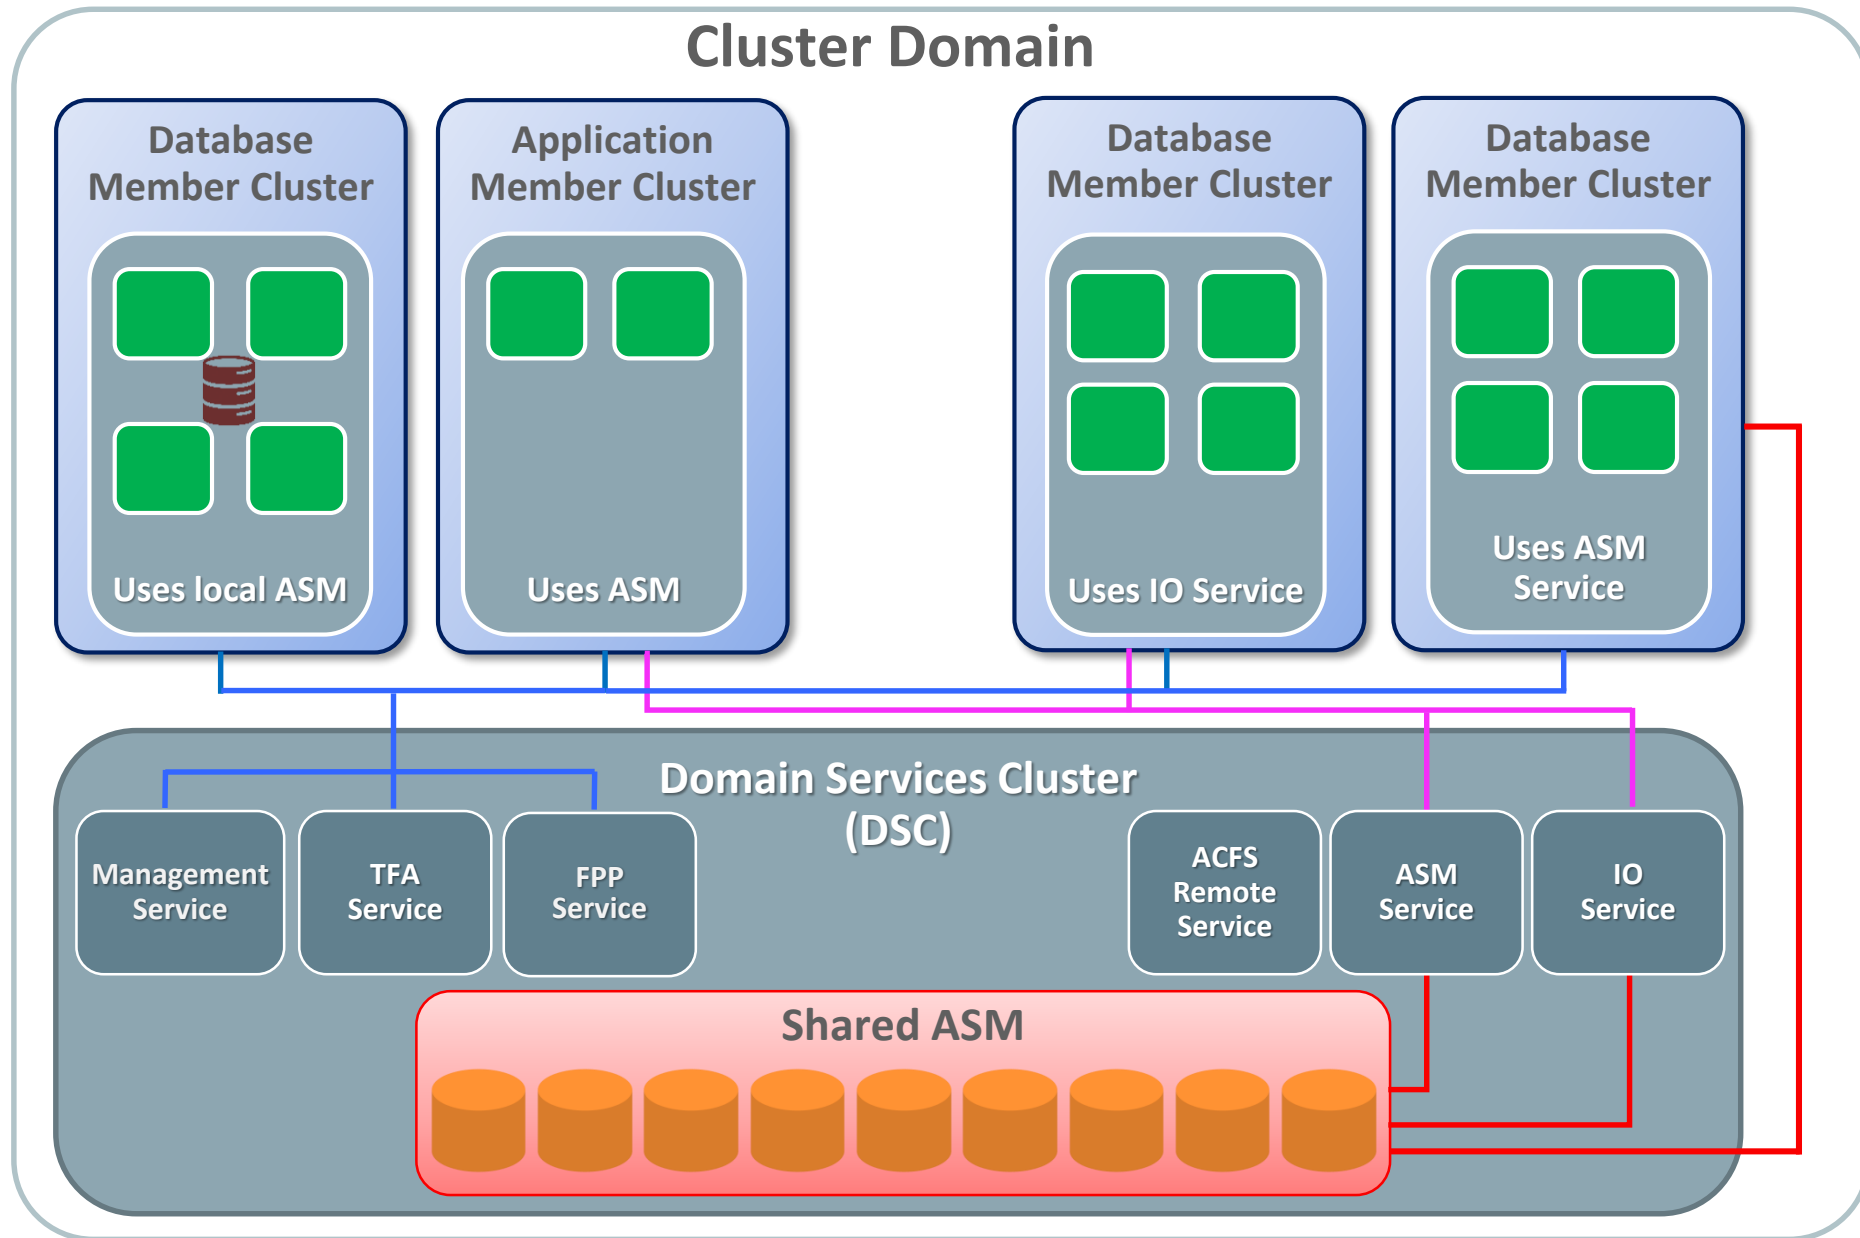 Cluster Domain
Database
Member Cluster
Uses local ASM
Application
Member Cluster
Uses ASM
Database
Member Cluster
Uses IO Service
Database
Member Cluster
Uses ASM
Service
Domain Services Cluster
(DSC)
Management
Service
TFA
Service
FPP
Service
ACFS
Remote
Service
ASM
Service
IO
Service
Shared ASM